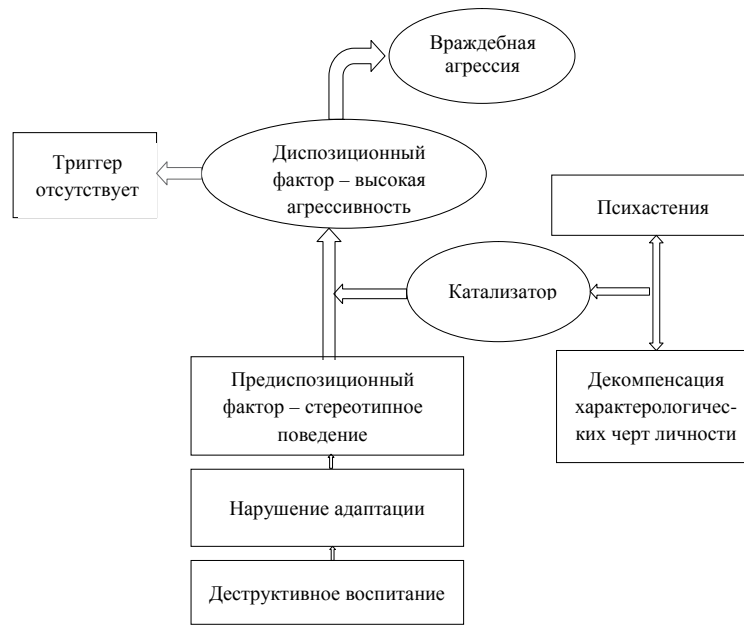 Враждебная
агрессия
Диспозиционный
фактор – высокая
агрессивность
Триггер
отсутствует
Психастения
Катализатор
Предиспозиционный
фактор – стереотипное
поведение
Декомпенсация
характерологичес-
ких черт личности
Нарушение адаптации
Деструктивное воспитание